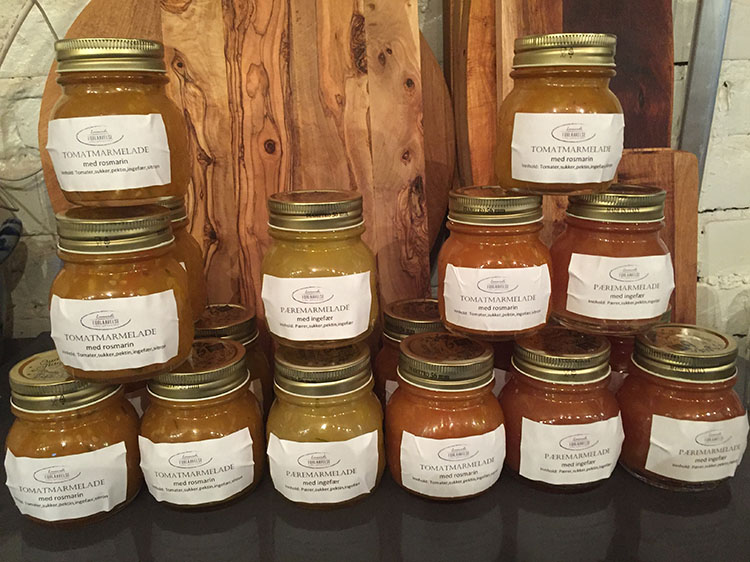 TOMATMARMELADE
med rosmarin
Innhold: Tomater,sukker,pektin,ingefær,sitron
TOMATMARMELADE
med rosmarin
Innhold: Tomater,sukker,pektin,ingefær,sitron
TOMATMARMELADE
med rosmarin
Innhold: Tomater,sukker,pektin,ingefær,sitron
PÆREMARMELADE
med ingefær
Innhold: Pærer,sukker,pektin,ingefær
TOMATMARMELADE
med rosmarin
Innhold: Tomater,sukker,pektin,ingefær,sitron
PÆREMARMELADE
med ingefær
Innhold: Pærer,sukker,pektin,ingefær
TOMATMARMELADE
med rosmarin
Innhold: Tomater,sukker,pektin,ingefær,sitron
TOMATMARMELADE
med rosmarin
Innhold: Tomater,sukker,pektin,ingefær,sitron
PÆREMARMELADE
med ingefær
Innhold: Pærer,sukker,pektin,ingefær
TOMATMARMELADE
med rosmarin
Innhold: Tomater,sukker,pektin,ingefær,sitron
PÆREMARMELADE
med ingefær
Innhold: Pærer,sukker,pektin,ingefær
PÆREMARMELADE
med ingefær
Innhold: Pærer,sukker,pektin,ingefær